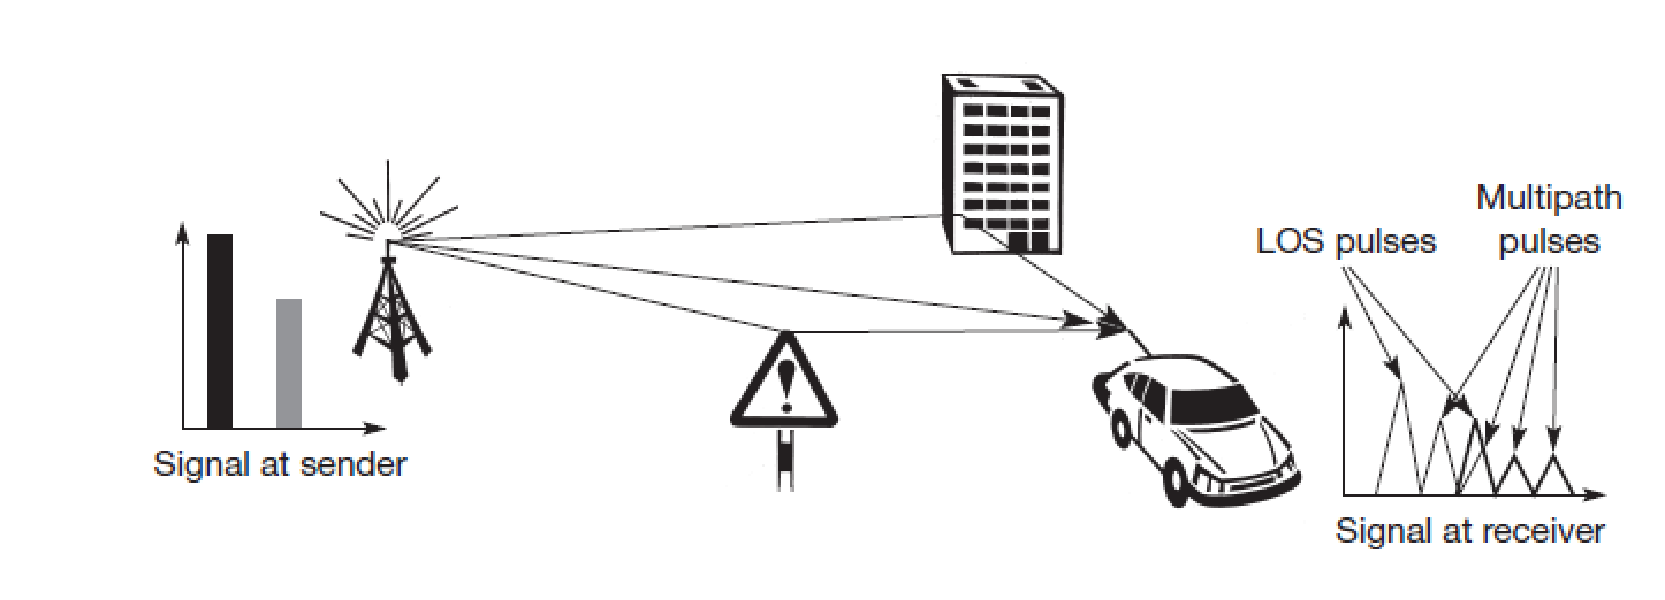 Multipath
LOS pulses
pulses
Signal at sender
!
Signal at receiver